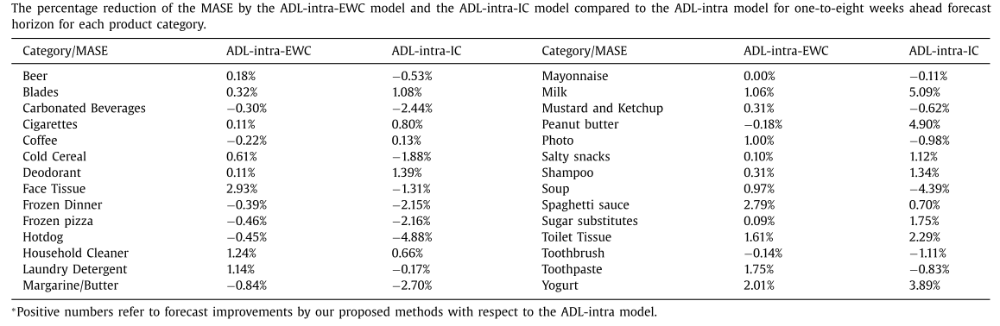 The percentage reduction of the MASE by the ADL-intra-EWC model and the ADL-intra-IC model compared to the ADL-intra model for one-to-eight weeks ahead forecast
horizon for each product category.
Category/MASE ADL-intra-EWC ADL-intra-IC Category/MASE ADL-intra-EWC ADL-intra-IC
Beer 0.18% −0.53% Mayonnaise 0.00% −0.11%
Blades 0.32% 1.08% Milk 1.06% 5.09%
Carbonated Beverages −0.30% −2.44% Mustard and Ketchup 0.31% −0.62%
Cigarettes 0.11% 0.80% Peanut butter −0.18% 4.90%
Coffee −0.22% 0.13% Photo 1.00% −0.98%
Cold Cereal 0.61% −1.88% Salty snacks 0.10% 1.12%
Deodorant 0.11% 1.39% Shampoo 0.31% 1.34%
Face Tissue 2.93% −1.31% Soup 0.97% −4.39%
Frozen Dinner −0.39% −2.15% Spaghetti sauce 2.79% 0.70%
Frozen pizza −0.46% −2.16% Sugar substitutes 0.09% 1.75%
Hotdog −0.45% −4.88% Toilet Tissue 1.61% 2.29%
Household Cleaner 1.24% 0.66% Toothbrush −0.14% −1.11%
Laundry Detergent 1.14% −0.17% Toothpaste 1.75% −0.83%
Margarine/Butter −0.84% −2.70% Yogurt 2.01% 3.89%
*Positive numbers refer to forecast improvements by our proposed methods with respect to the ADL-intra model.